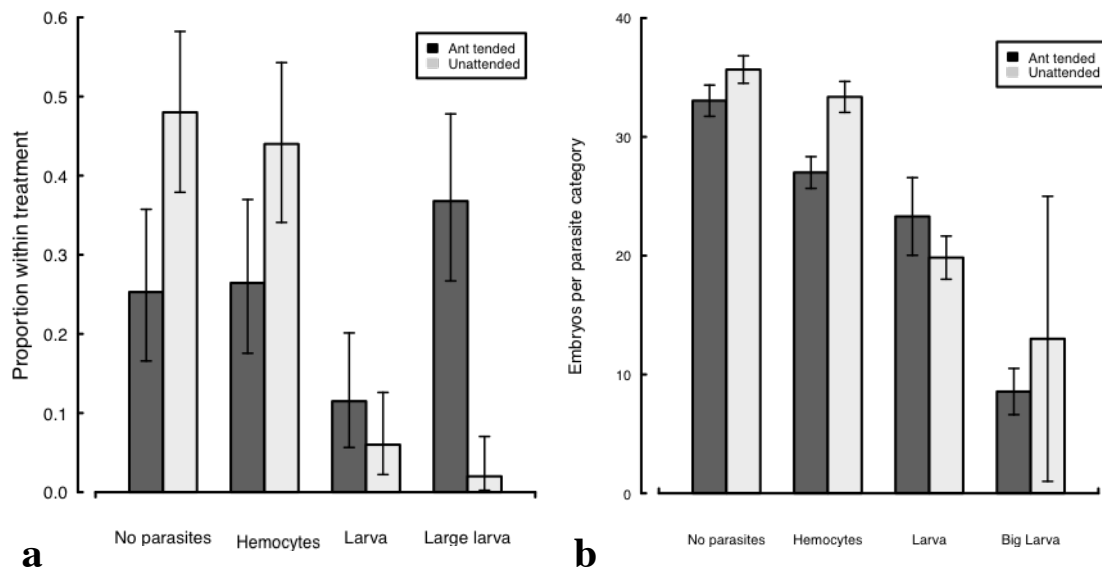 Proportion within treatment
0.6
0.5
0.4
0.3
0.2
0.1
0.0
Ant tended
Unattended
No parasites
Hemocytes
Larva
Large larva
a
Embryos per parasite category
40
30
20
10
0
Ant tended
Unattended
No parasites
Hemocytes
Larva
Big Larva
b